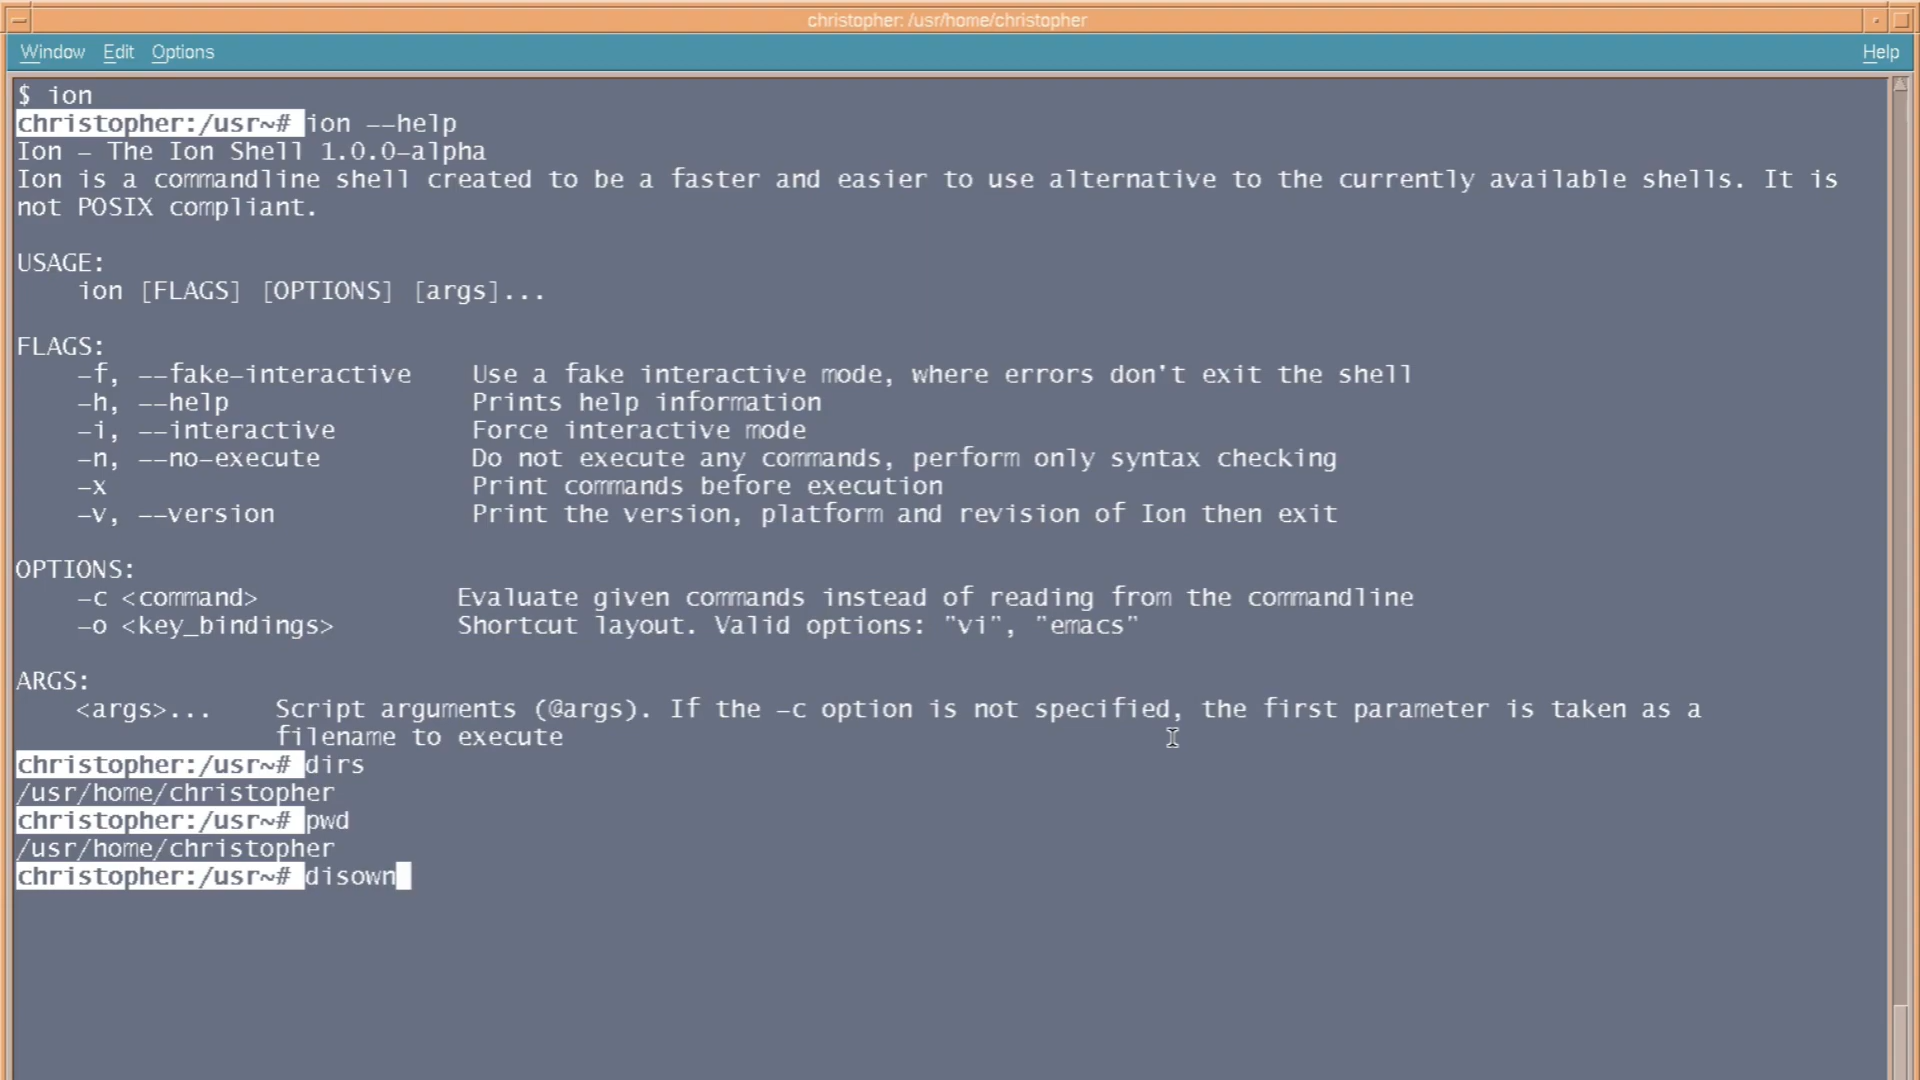 christopher: /usr/home/christopher
Window Edit Options Help
$ ion
christopher:/usr~# ion --help
Ion - The Ion Shell 1.0.0-alpha
Ion is a commandline shell created to be a faster and easier to use alternative to the currently available shells. It is
not POSIX compliant.
USAGE:
ion [FLAGS] [OPTIONS] [args]...
FLAGS:
-f, --fake-interactive Use a fake interactive mode, where errors don't exit the shell
-h, --help Prints help information
-i, --interactive Force interactive mode
-n, --no-execute Do not execute any commands, perform only syntax checking
-x Print commands before execution
-v, --version Print the version, platform and revision of Ion then exit
OPTIONS:
-c <command> Evaluate given commands instead of reading from the commandline
-o <key_bindings> Shortcut layout. Valid options: "vi", "emacs"
ARGS:
<args>... Script arguments (@args). If the -c option is not specified, the first parameter is taken as a
filename to execute
christopher:/usr~# dirs
/usr/home/christopher
christopher:/usr~# pwd
/usr/home/christopher
christopher:/usr~# disown